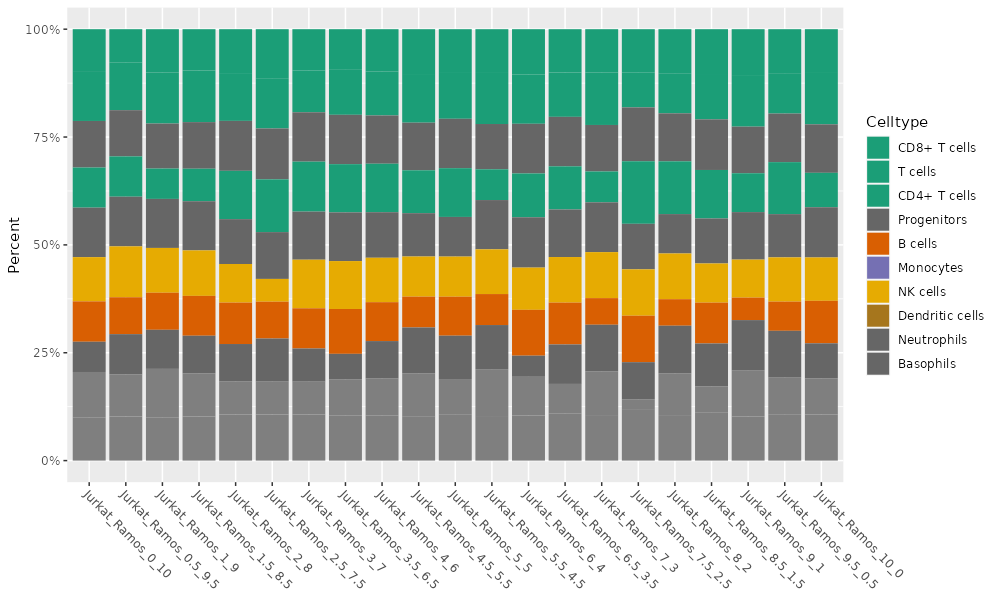 100%
75%
50%
25%
0%
Percent
Jurkat_Ramos_0_10
Jurkat_Ramos_0.5_9.5
Jurkat_Ramos_1_9
Jurkat_Ramos_1.5_8.5
Jurkat_Ramos_2_8
Jurkat_Ramos_2.5_7.5
Jurkat_Ramos_3_7
Jurkat_Ramos_3.5_6.5
Jurkat_Ramos_4_6
Jurkat_Ramos_4.5_5.5
Jurkat_Ramos_5_5
Jurkat_Ramos_5.5_4.5
Jurkat_Ramos_6_4
Jurkat_Ramos_6.5_3.5
Jurkat_Ramos_7_3
Jurkat_Ramos_7.5_2.5
Jurkat_Ramos_8_2
Jurkat_Ramos_8.5_1.5
Jurkat_Ramos_9_1
Jurkat_Ramos_9.5_0.5
Jurkat_Ramos_10_0
Celltype
CD8+ T cells
T cells
CD4+ T cells
Progenitors
B cells
Monocytes
NK cells
Dendritic cells
Neutrophils
Basophils